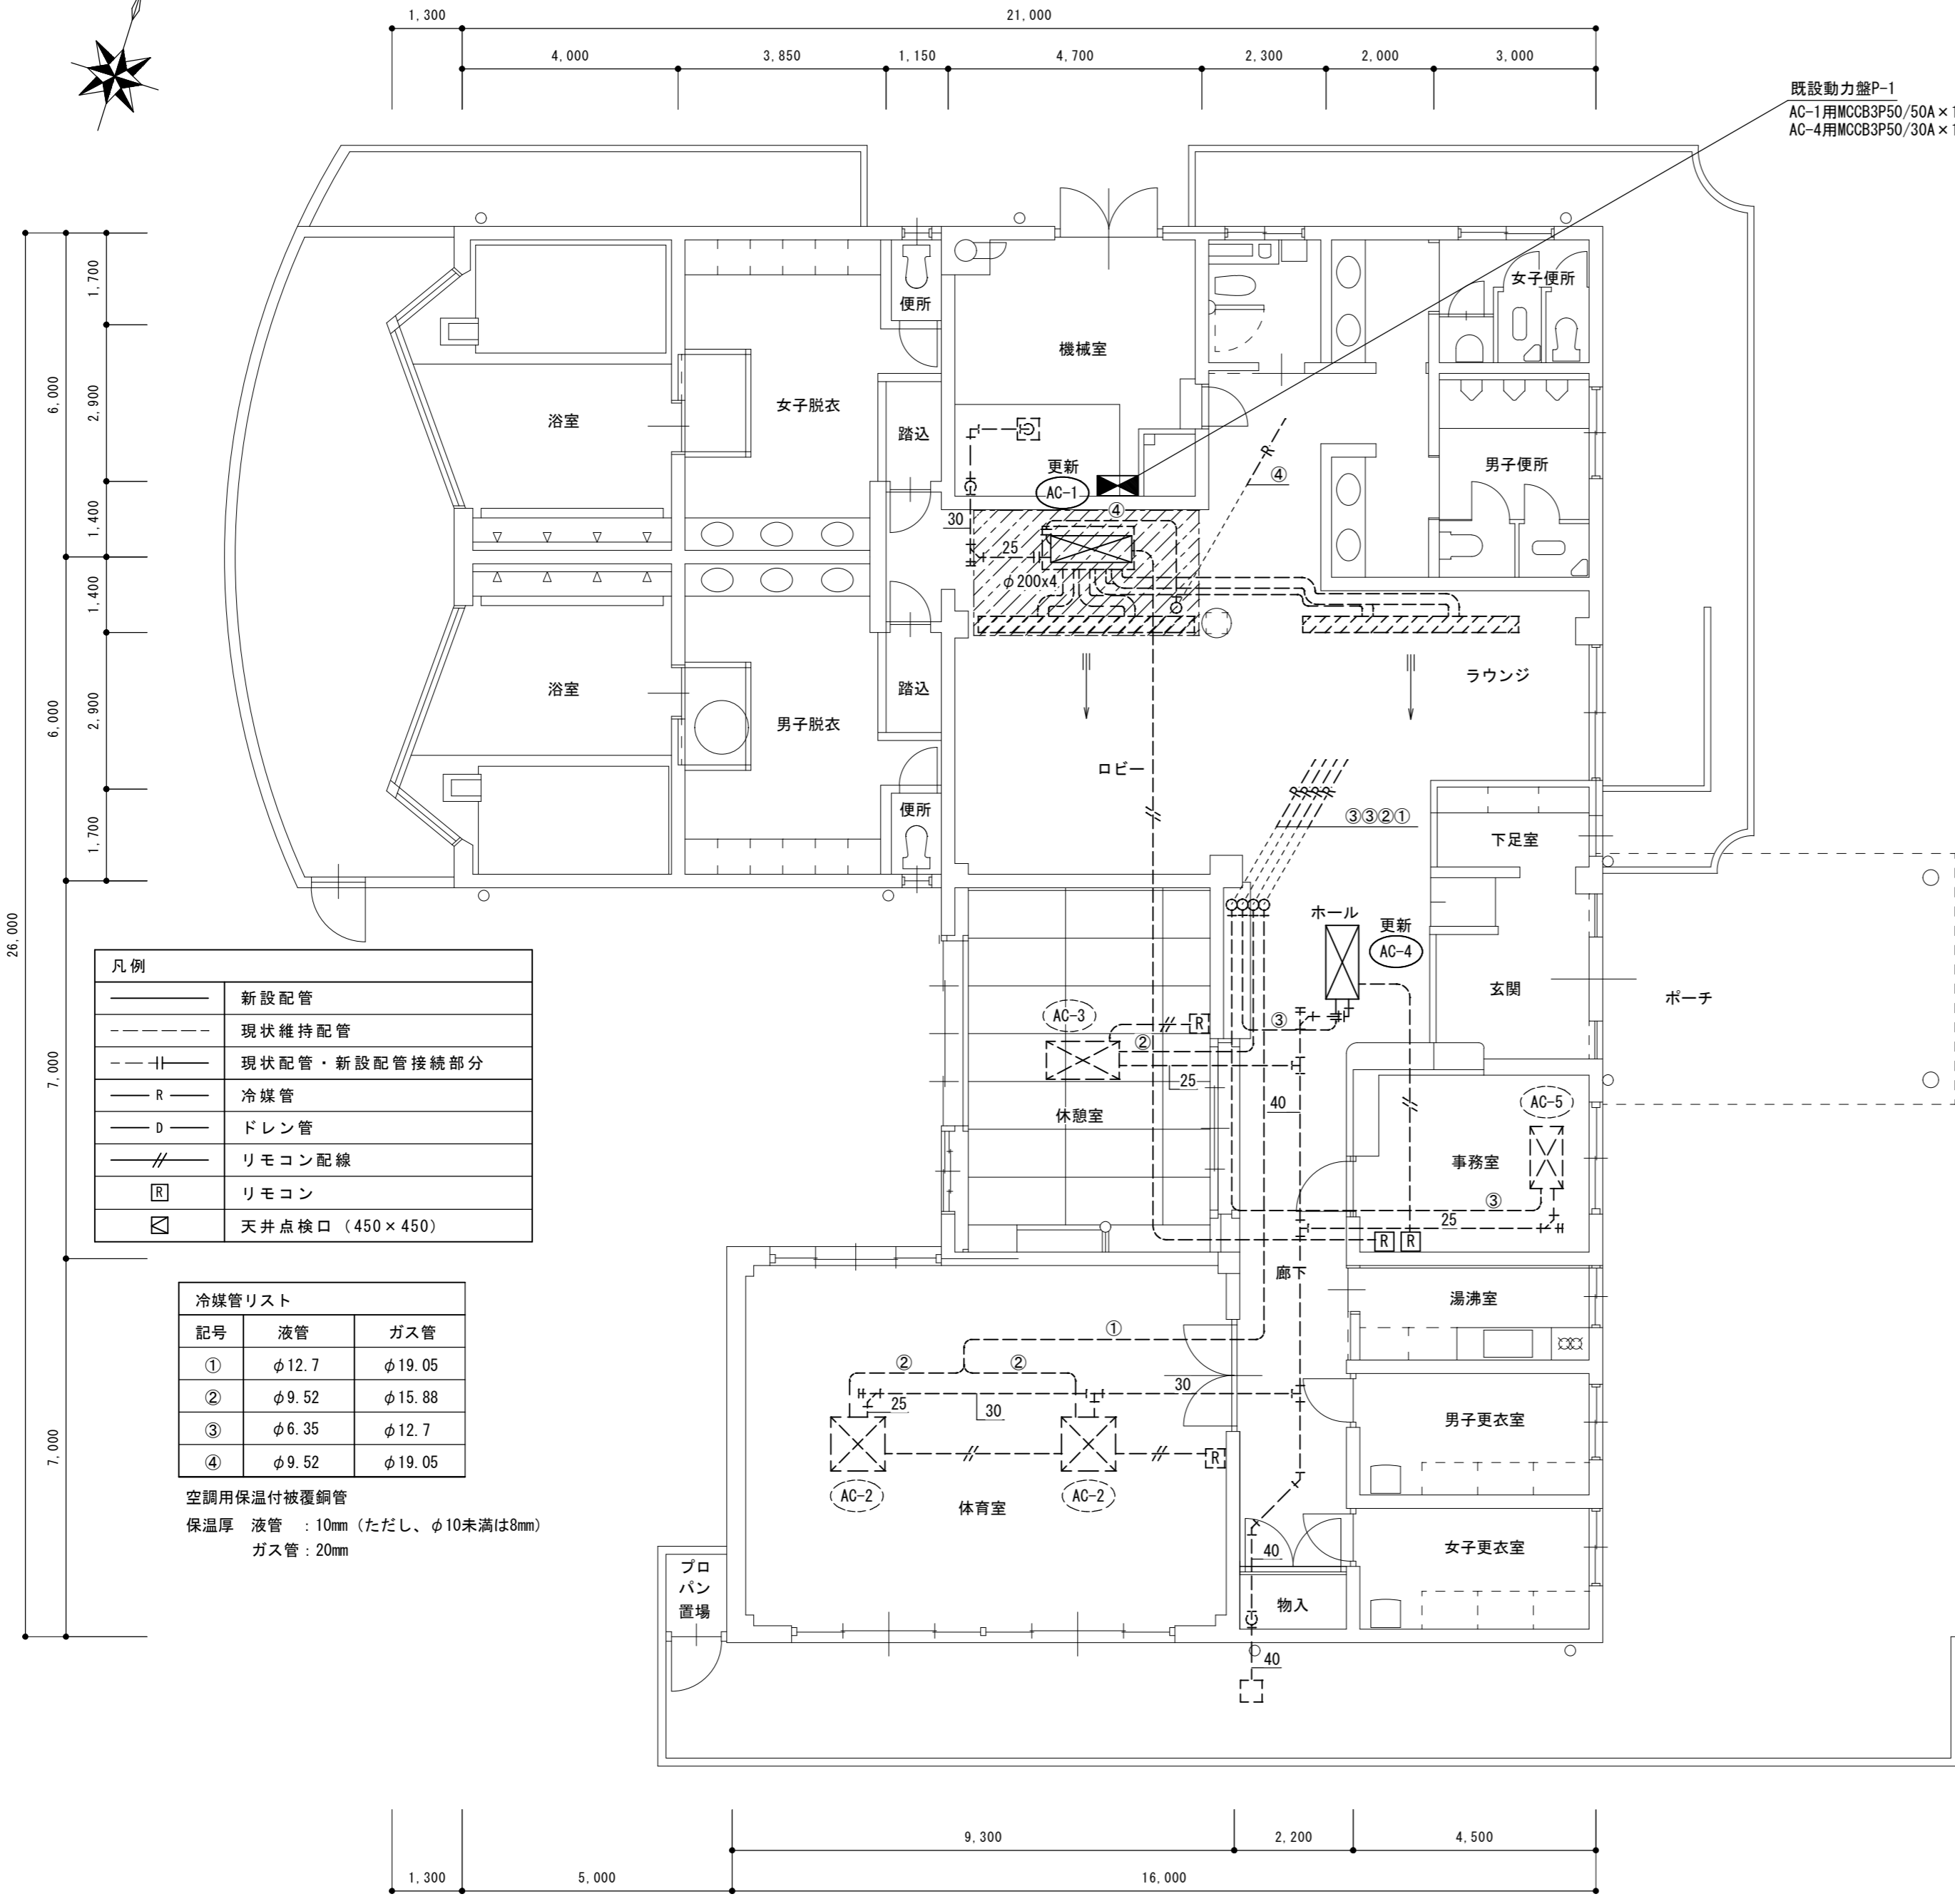 1,300
21,000
4,000
3,850
1,150
4,700
2,300
2,000
3,000
既設動力盤P-1
AC-1用MCCB3P50/50A×1
AC-4用MCCB3P50/30A×1
1,700
2,900
1,400
1,400
2,900
1,700
6,000
6,000
7,000
7,000
26,000
便所
機械室
女子便所
浴室
女子脱衣
踏込
男子便所
更新
AC-1
R
④
④
30
25
φ200x4
浴室
男子脱衣
踏込
ラウンジ
ロビー
便所
RRRR
③③②①
下足室
ホール
更新
AC-4
玄関
ポーチ
AC-3
R
③
②
25
40
休憩室
AC-5
事務室
③
25
R R
廊下
湯沸室
①
②
②
25
30
30
R
AC-2
AC-2
体育室
男子更衣室
女子更衣室
40
物入
40
プロ
パン
置場
凡例
新設配管
現状維持配管
現状配管・新設配管接続部分
R 冷媒管
D ドレン管
リモコン配線
R リモコン
天井点検口(450×450)
冷媒管リスト
記号 液管 ガス管
① φ12.7 φ19.05
② φ9.52 φ15.88
③ φ6.35 φ12.7
④ φ9.52 φ19.05
空調用保温付被覆銅管
保温厚 液管 :10mm(ただし、φ10未満は8mm)
ガス管:20mm
9,300
2,200
4,500
1,300
5,000
16,000